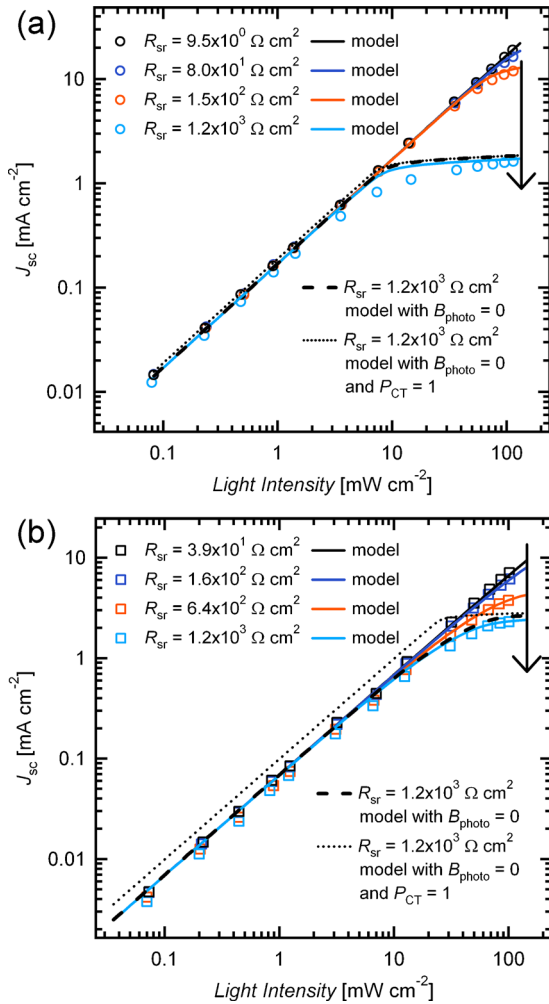 (a)
R_sr = 9.5x10^0 Ω cm^2 model
R_sr = 8.0x10^1 Ω cm^2 model
R_sr = 1.5x10^2 Ω cm^2 model
R_sr = 1.2x10^3 Ω cm^2 model
10
1
0.1
0.01
J_sc [mA cm^-2]
R_sr = 1.2x10^3 Ω cm^2
model with B_photo = 0
R_sr = 1.2x10^3 Ω cm^2
model with B_photo = 0
and P_CT = 1
0.1 1 10 100
Light Intensity [mW cm^-2]
(b)
R_sr = 3.9x10^1 Ω cm^2 model
R_sr = 1.6x10^2 Ω cm^2 model
R_sr = 6.4x10^2 Ω cm^2 model
R_sr = 1.2x10^3 Ω cm^2 model
10
1
0.1
0.01
J_sc [mA cm^-2]
R_sr = 1.2x10^3 Ω cm^2
model with B_photo = 0
R_sr = 1.2x10^3 Ω cm^2
model with B_photo = 0
and P_CT = 1
0.1 1 10 100
Light Intensity [mW cm^-2]